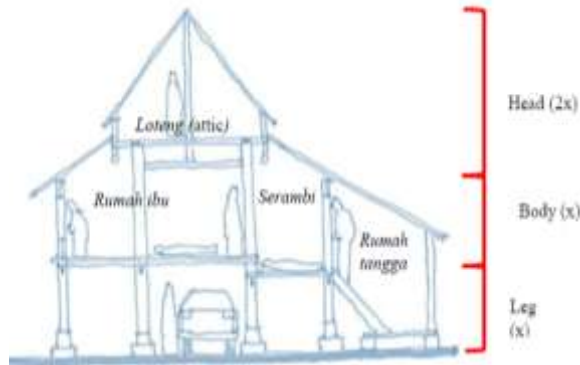 Loteng (attic)
Rumah ibu
Serambi
Rumah
tangga
Head (2x)
Body (x)
Leg
(x)